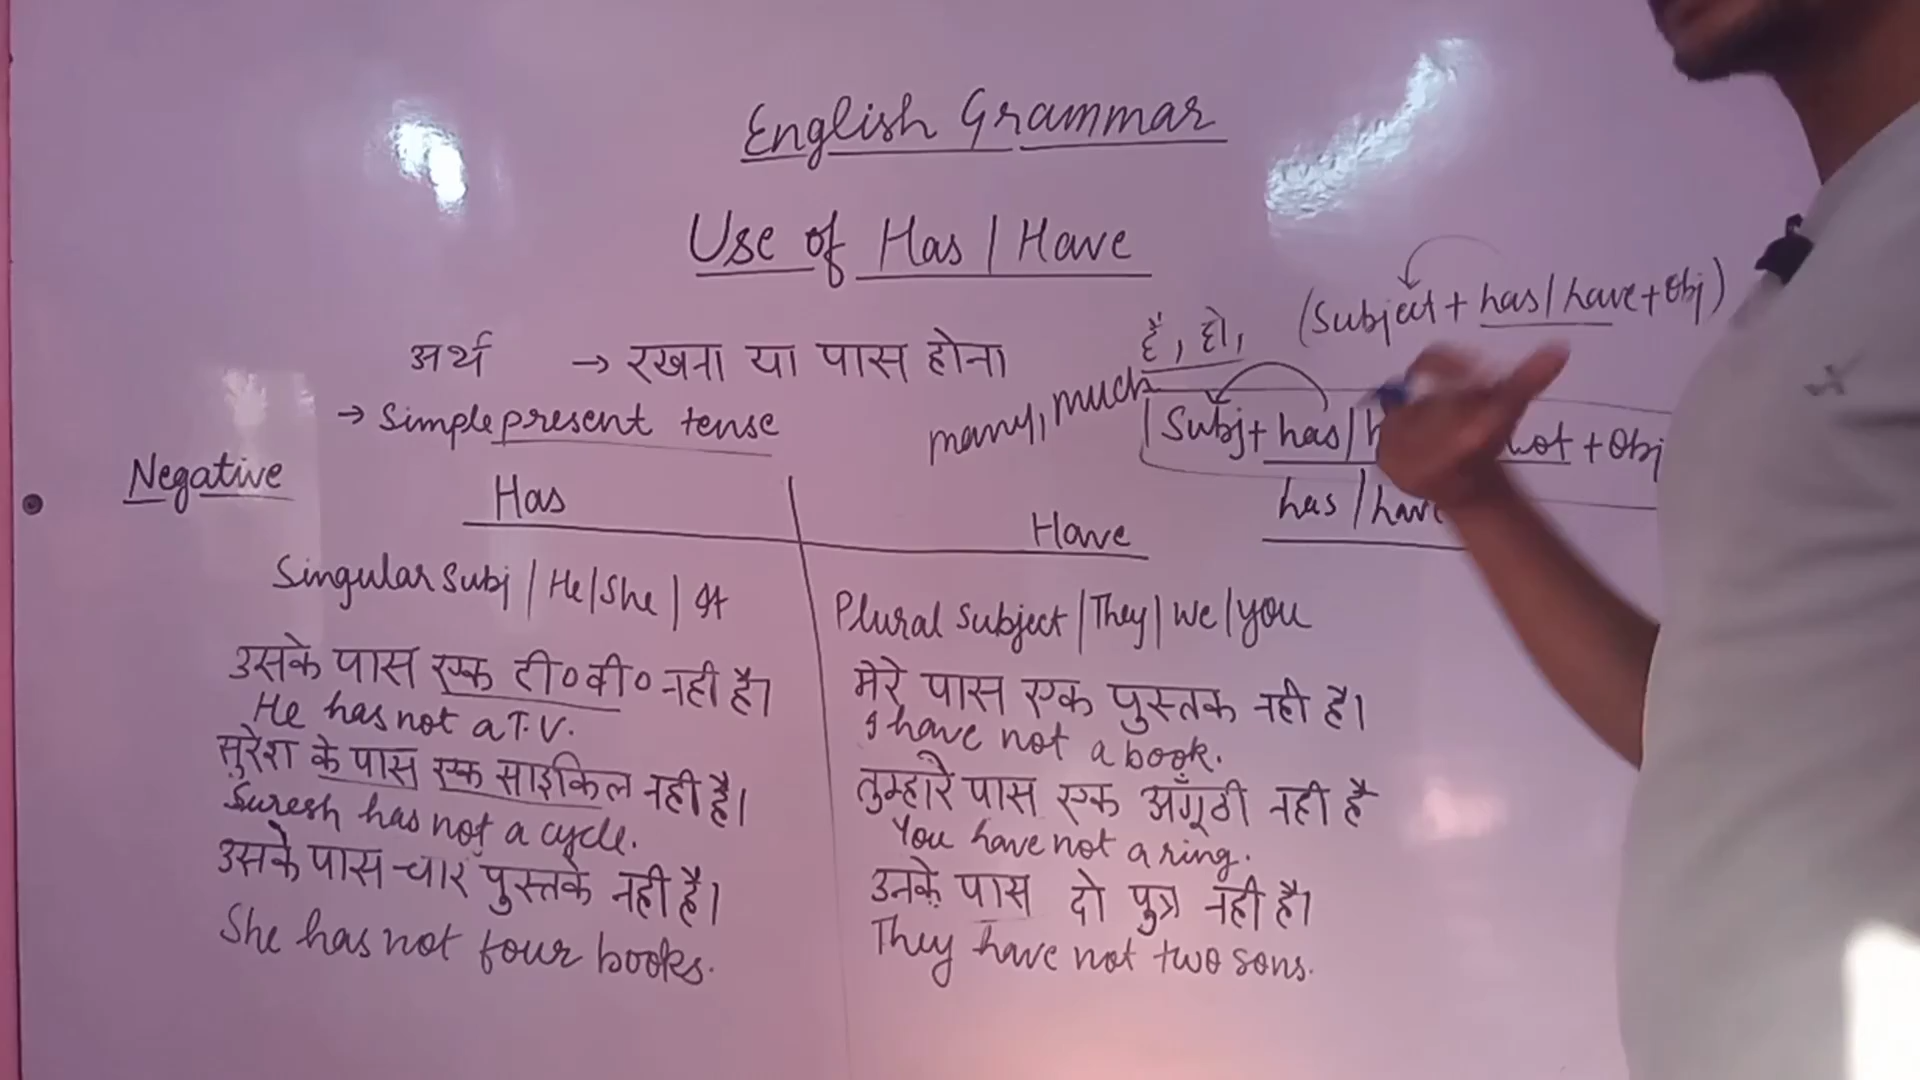 English Grammar
Use of Has | Have
अर्थ → रखना या पास होना
है, हो,
(Subject + has/have + Obj)
→ Simple present tense
many, much
Subj + has/ not + Obj
has / have
Negative
Has
Have
Singular Subj | He/She | It
Plural Subject | They | We | you
उसके पास एक टी० वी० नही है।
He has not a T.V.
सुरेश के पास एक साइकिल नही है।
Suresh has not a cycle.
उसके पास चार पुस्तके नही है।
She has not four books.
मेरे पास एक पुस्तक नही है।
I have not a book.
तुम्हारे पास एक अँगूठी नही है
You have not a ring.
उनके पास दो पुत्र नही है।
They have not two sons.